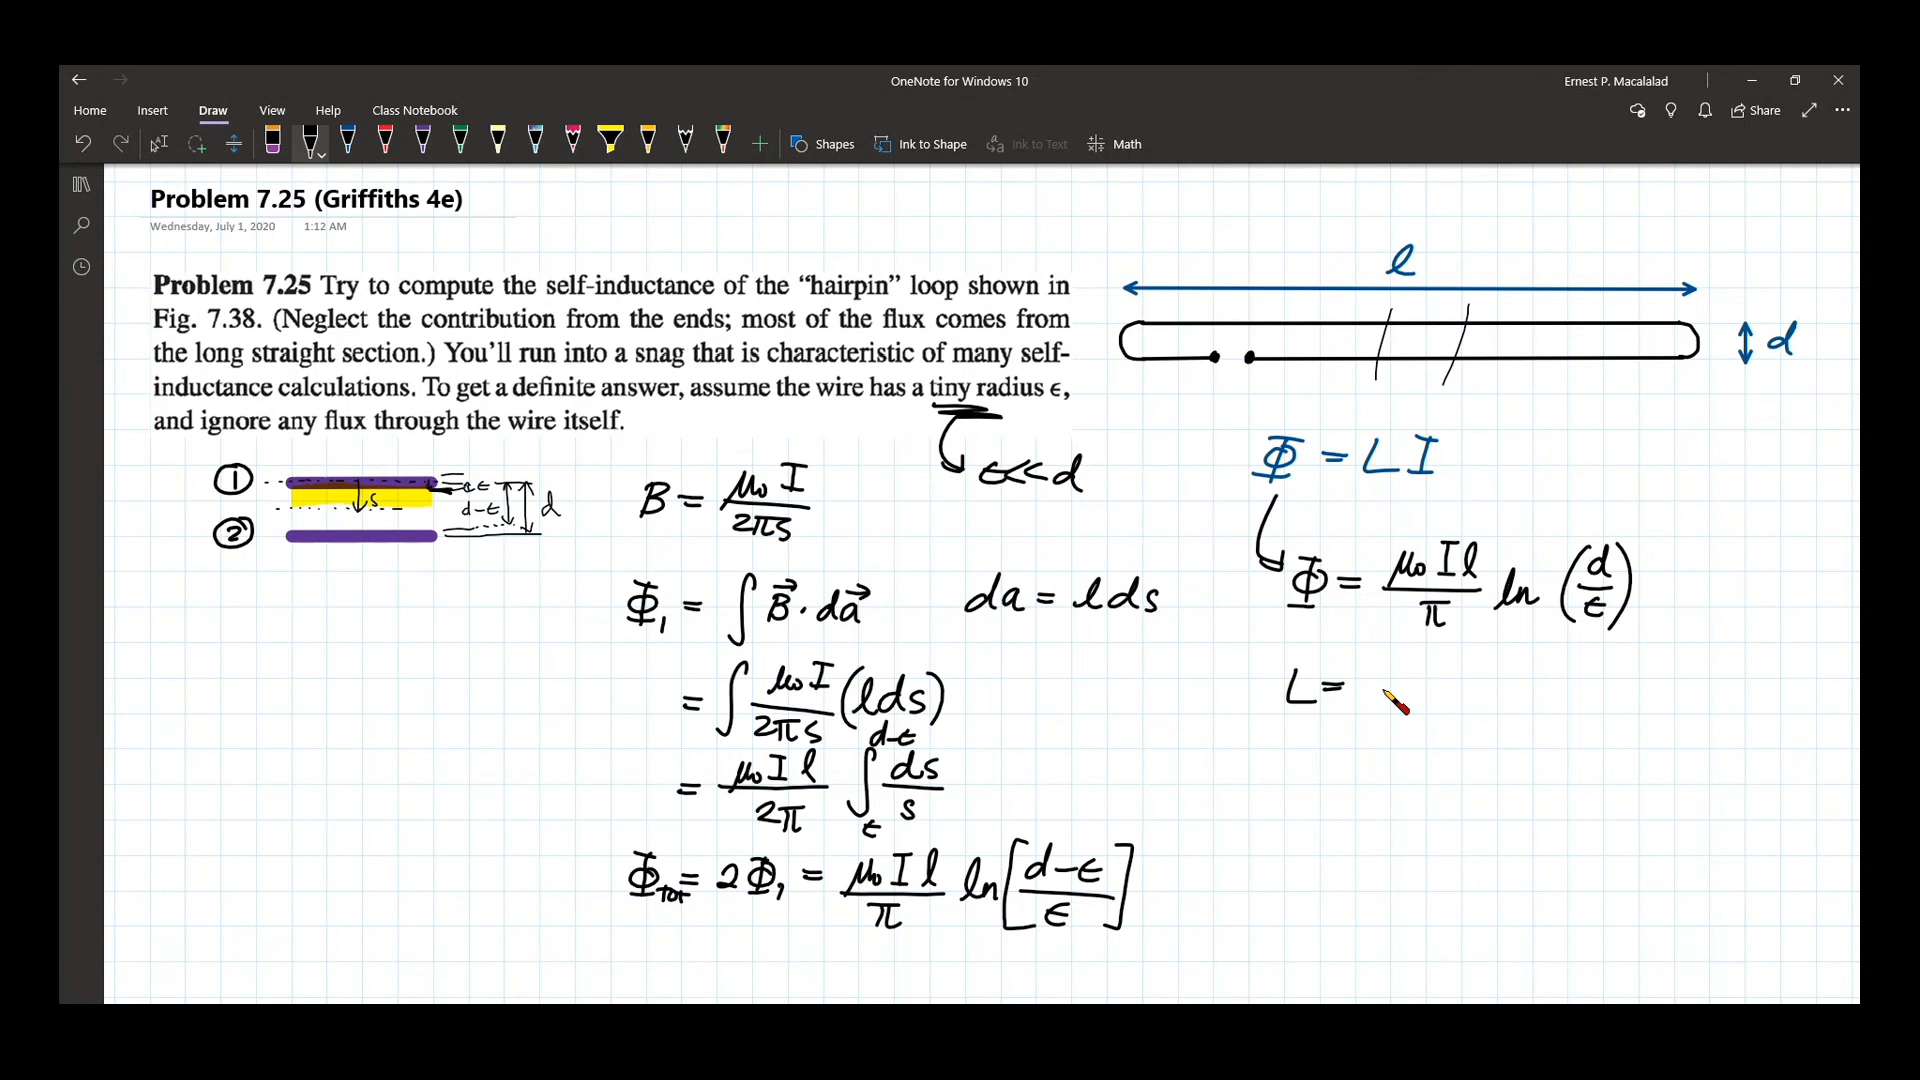 OneNote for Windows 10
Ernest P. Macalalad
Home Insert Draw View Help Class Notebook
Share
Shapes Ink to Shape Ink to Text Math
Problem 7.25 (Griffiths 4e)
Wednesday, July 1, 2020 1:12 AM
Problem 7.25 Try to compute the self-inductance of the “hairpin” loop shown in
Fig. 7.38. (Neglect the contribution from the ends; most of the flux comes from
the long straight section.) You’ll run into a snag that is characteristic of many self-
inductance calculations. To get a definite answer, assume the wire has a tiny radius ϵ,
and ignore any flux through the wire itself.
ℓ
d
① s ϵ d-ϵ d
②
ϵ << d
B = μ₀ I / 2πs
Φ₁ = ∫ B⃗ · da⃗ da = ℓ ds
= ∫ μ₀ I / 2πs (ℓ ds)
= μ₀ I ℓ / 2π ∫_ϵ^{d-ϵ} ds / s
Φ_TOT = 2Φ₁ = μ₀ I ℓ / π ln [ d-ϵ / ϵ ]
Φ = L I
Φ = μ₀ I ℓ / π ln ( d / ϵ )
L =